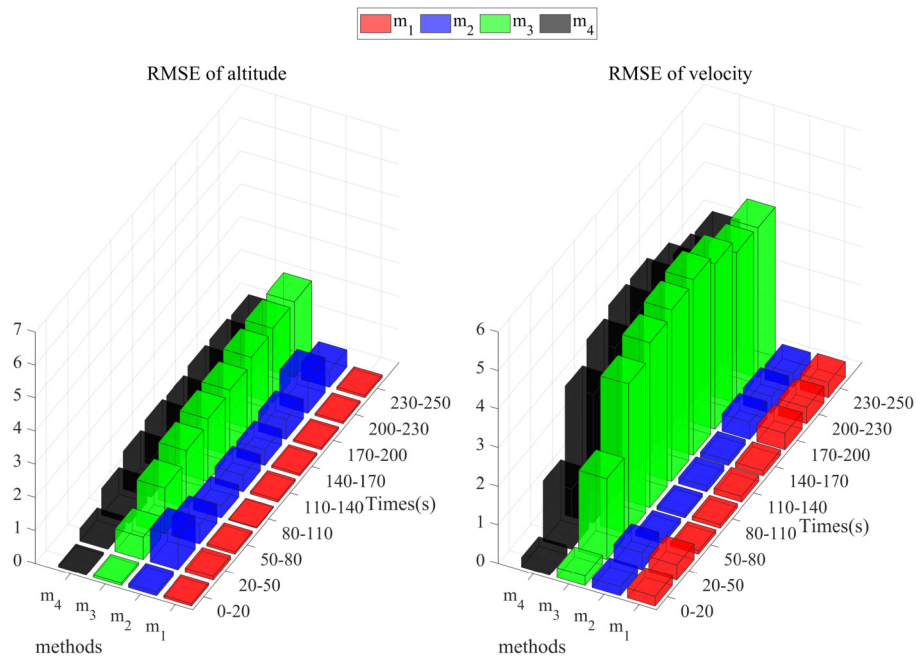 m1 m2 m3 m4
RMSE of altitude
7
6
5
4
3
2
1
0
230-250
200-230
170-200
140-170
110-140
80-110
50-80
20-50
0-20
Times(s)
m4
m3
m2
m1
methods
RMSE of velocity
6
5
4
3
2
1
0
230-250
200-230
170-200
140-170
110-140
80-110
50-80
20-50
0-20
Times(s)
m4
m3
m2
m1
methods